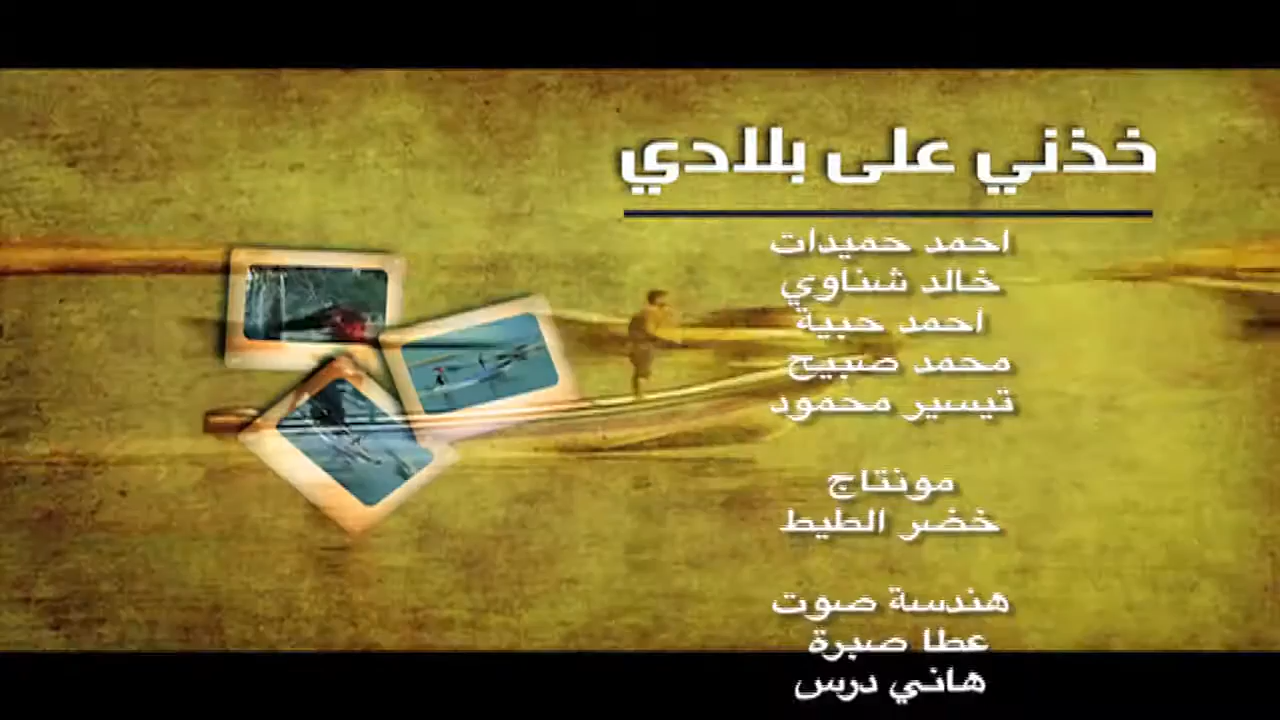 خذني على بلادي
احمد حميدات
خالد شناوي
احمد حبية
محمد صبيح
تيسير محمود
مونتاج
خضر الطيط
هندسة صوت
عطا صبرة
هاني درس